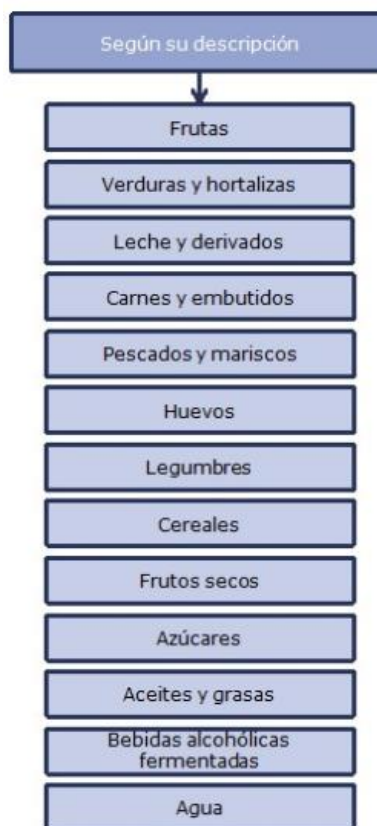 Según su descripción
Frutas
Verduras y hortalizas
Leche y derivados
Carnes y embutidos
Pescados y mariscos
Huevos
Legumbres
Cereales
Frutos secos
Azúcares
Aceites y grasas
Bebidas alcohólicas
fermentadas
Agua